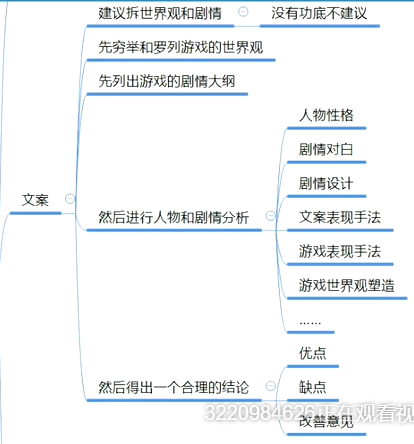 建议拆世界观和剧情
没有功底不建议
先穷举和罗列游戏的世界观
先列出游戏的剧情大纲
文案
然后进行人物和剧情分析
人物性格
剧情对白
剧情设计
文案表现手法
游戏表现手法
游戏世界观塑造
......
然后得出一个合理的结论
优点
缺点
改善意见
3220984626正在观看视